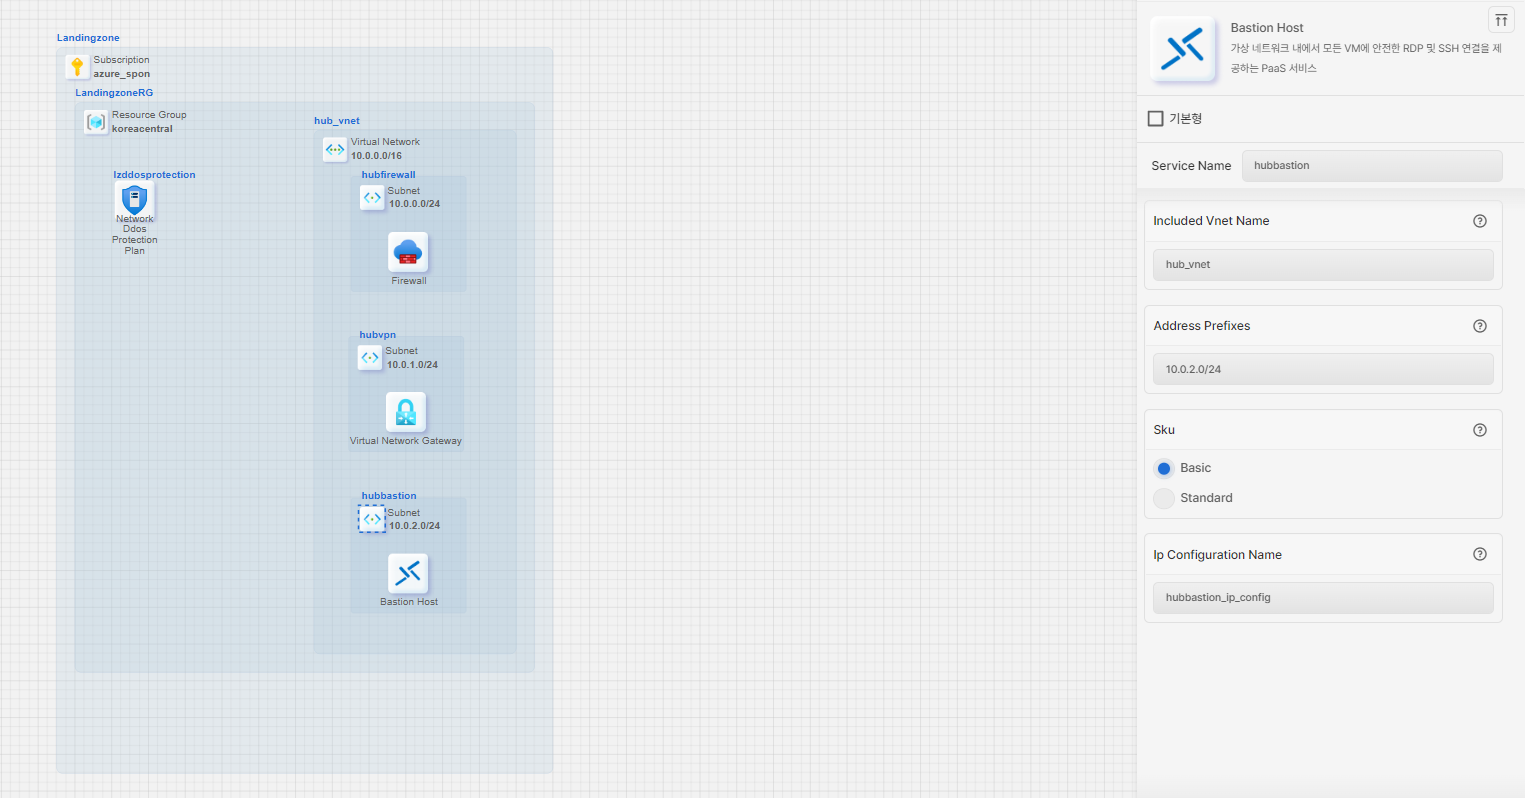 Landingzone
Subscription
azure_spon
LandingzoneRG
Resource Group
koreacentral
lzddosprotection
Network
Ddos
Protection
Plan
hub_vnet
Virtual Network
10.0.0.0/16
hubfirewall
Subnet
10.0.0.0/24
Firewall
hubvpn
Subnet
10.0.1.0/24
Virtual Network Gateway
hubbastion
Subnet
10.0.2.0/24
Bastion Host
Bastion Host
가상 네트워크 내에서 모든 VM에 안전한 RDP 및 SSH 연결을 제
공하는 PaaS 서비스
기본형
Service Name
hubbastion
Included Vnet Name
hub_vnet
Address Prefixes
10.0.2.0/24
Sku
Basic
Standard
Ip Configuration Name
hubbastion_ip_config